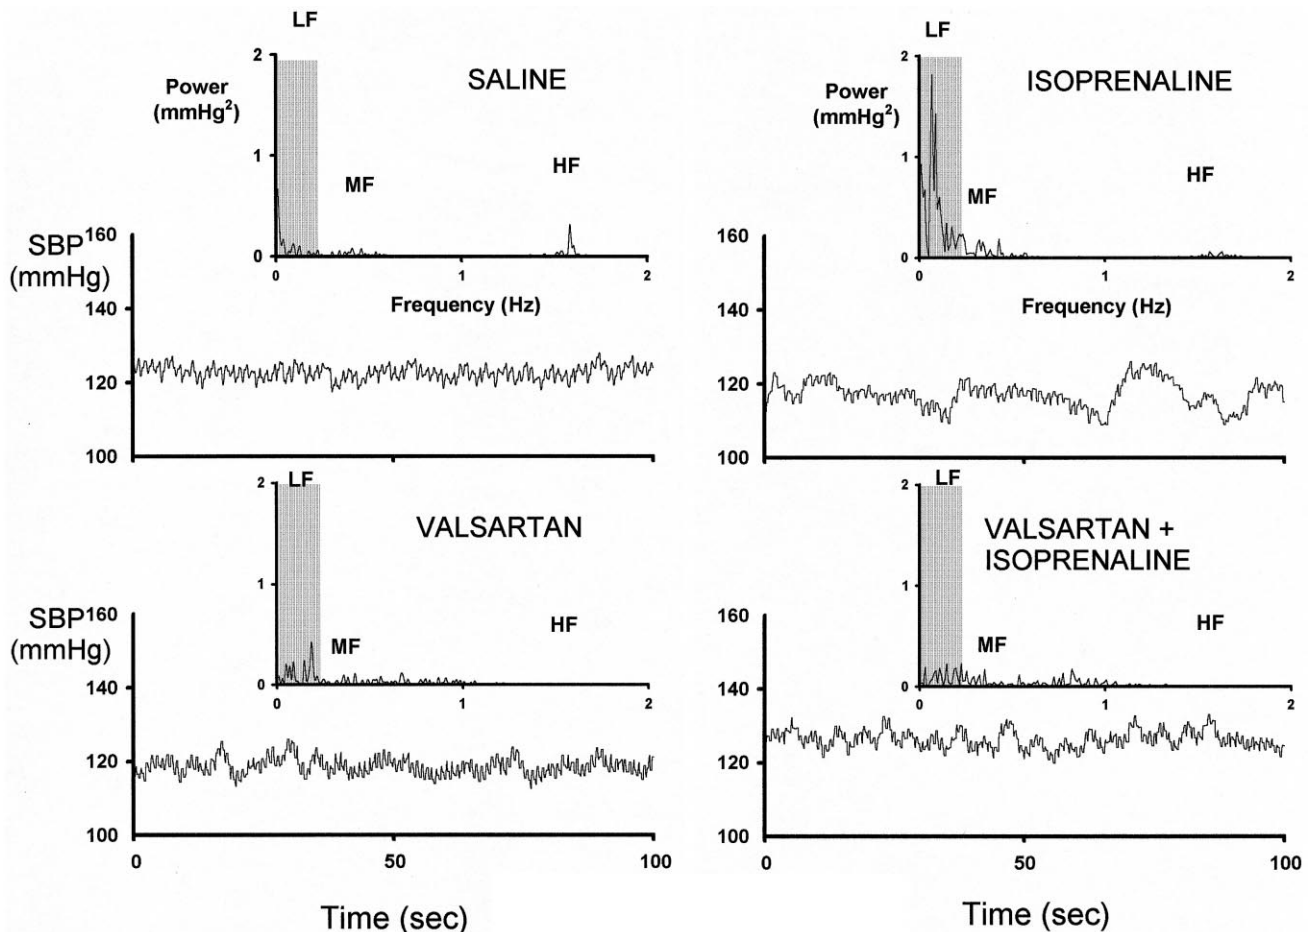 LF
2
Power
(mmHg2)
SALINE
1
HF
MF
0
0
1
2
Frequency (Hz)
SBP
(mmHg)
160
140
120
100
LF
2
Power
(mmHg2)
ISOPRENALINE
1
HF
MF
0
0
1
2
Frequency (Hz)
160
140
120
100
LF
2
VALSARTAN
1
HF
MF
0
0
1
2
SBP
(mmHg)
160
140
120
100
0
50
100
Time (sec)
LF
2
VALSARTAN +
ISOPRENALINE
1
HF
MF
0
0
1
2
160
140
120
100
0
50
100
Time (sec)